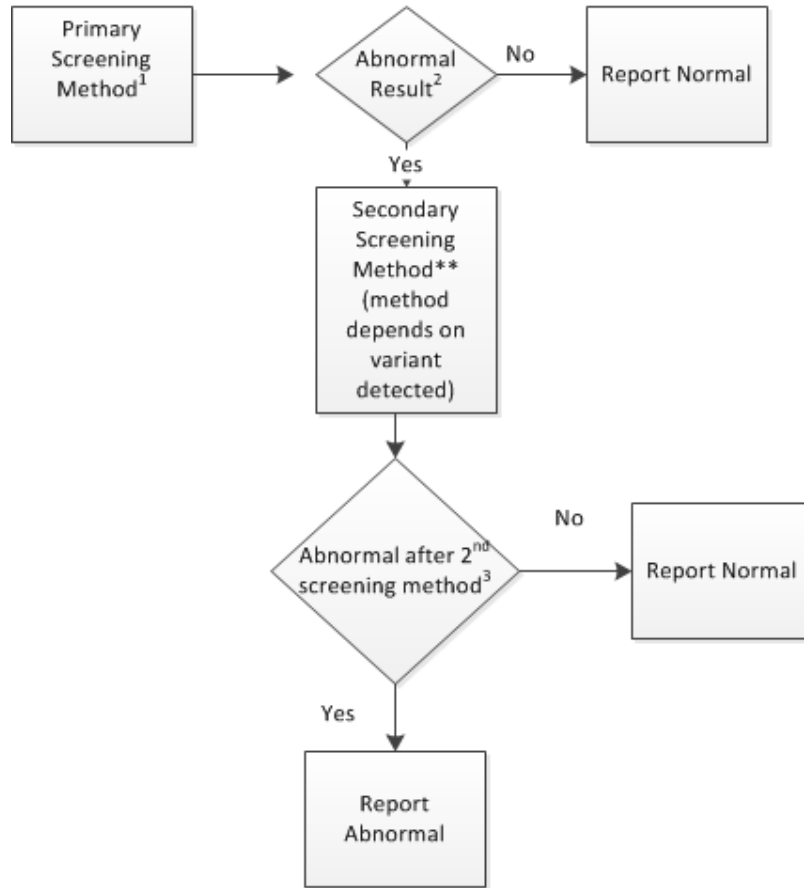 Primary
Screening
Method¹
Abnormal
Result²
No
Report Normal
Yes
Secondary
Screening
Method**
(method
depends on
variant
detected)
Abnormal after 2ⁿᵈ
screening method³
No
Report Normal
Yes
Report
Abnormal